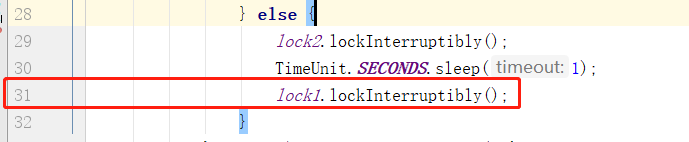 28 } else {
29 lock2.lockInterruptibly();
30 TimeUnit.SECONDS.sleep( timeout: 1);
31 lock1.lockInterruptibly();
32 }